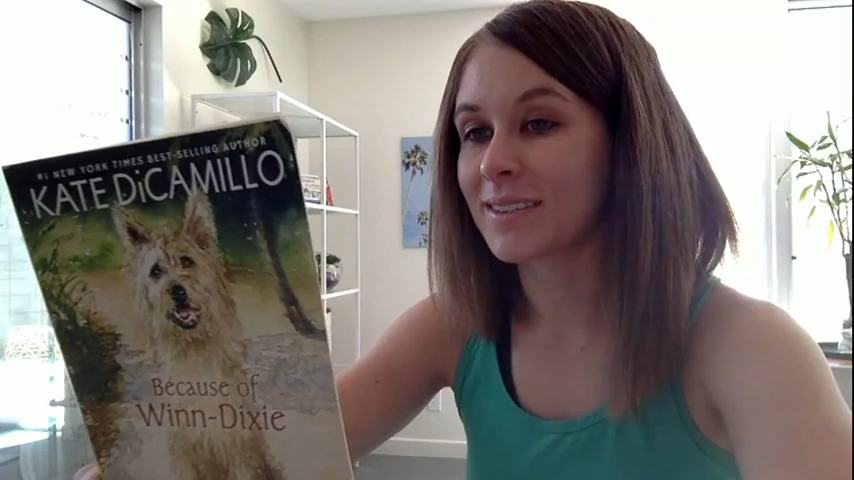 #1 NEW YORK TIMES BEST-SELLING AUTHOR
KATE DiCAMILLO
Because of
Winn-Dixie